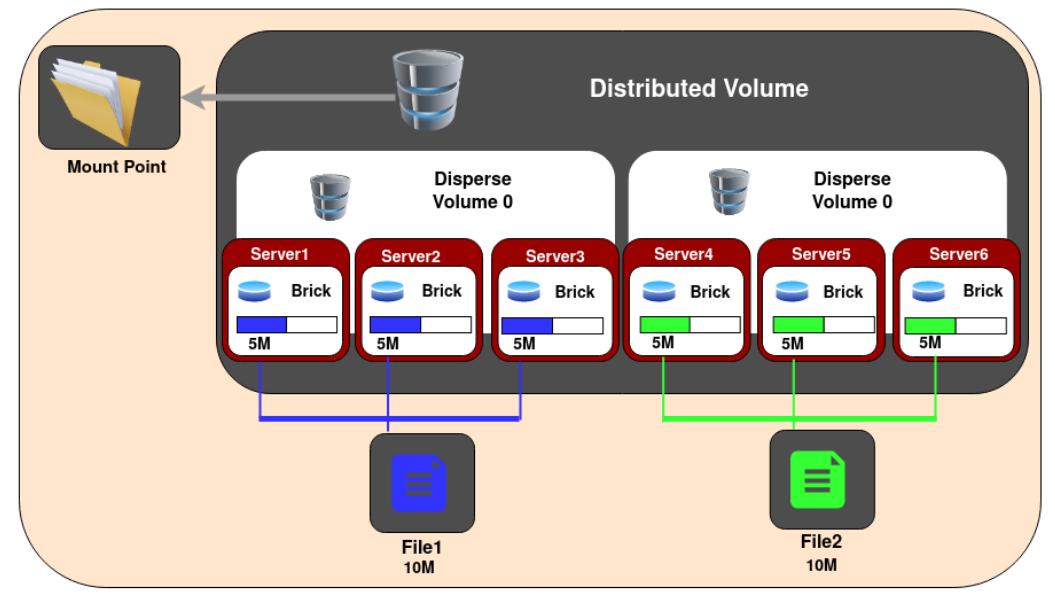 Distributed Volume
Mount Point
Disperse
Volume 0
Disperse
Volume 0
Server1
Brick
5M
Server2
Brick
5M
Server3
Brick
5M
Server4
Brick
5M
Server5
Brick
5M
Server6
Brick
5M
File1
10M
File2
10M